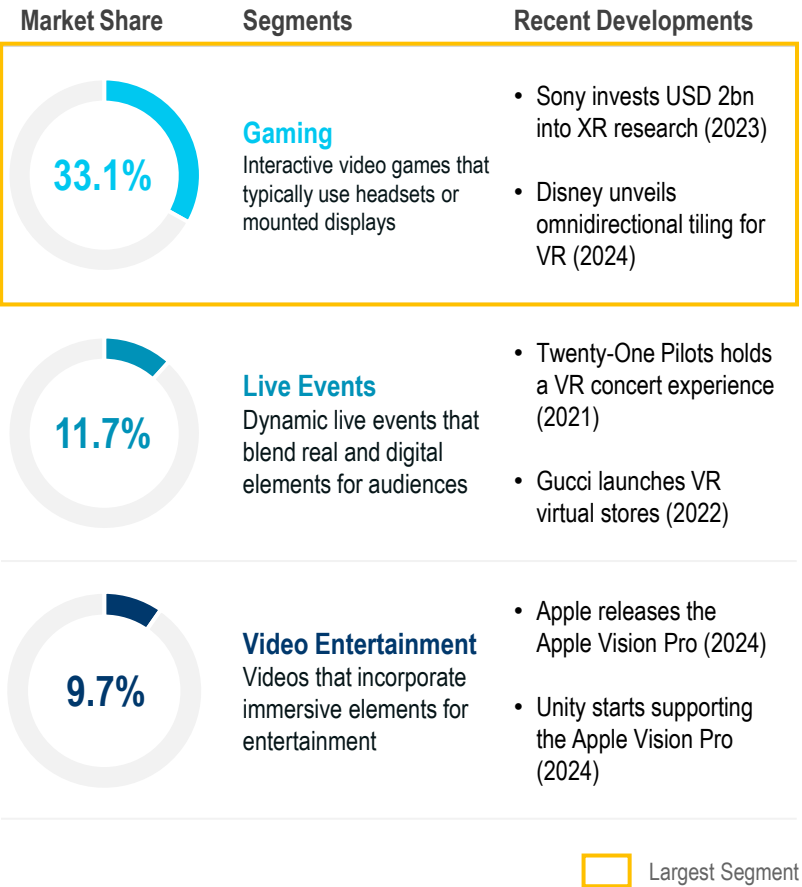 Market Share Segments Recent Developments
33.1%
Gaming
Interactive video games that
typically use headsets or
mounted displays
• Sony invests USD 2bn
into XR research (2023)
• Disney unveils
omnidirectional tiling for
VR (2024)
11.7%
Live Events
Dynamic live events that
blend real and digital
elements for audiences
• Twenty-One Pilots holds
a VR concert experience
(2021)
• Gucci launches VR
virtual stores (2022)
9.7%
Video Entertainment
Videos that incorporate
immersive elements for
entertainment
• Apple releases the
Apple Vision Pro (2024)
• Unity starts supporting
the Apple Vision Pro
(2024)
Largest Segment